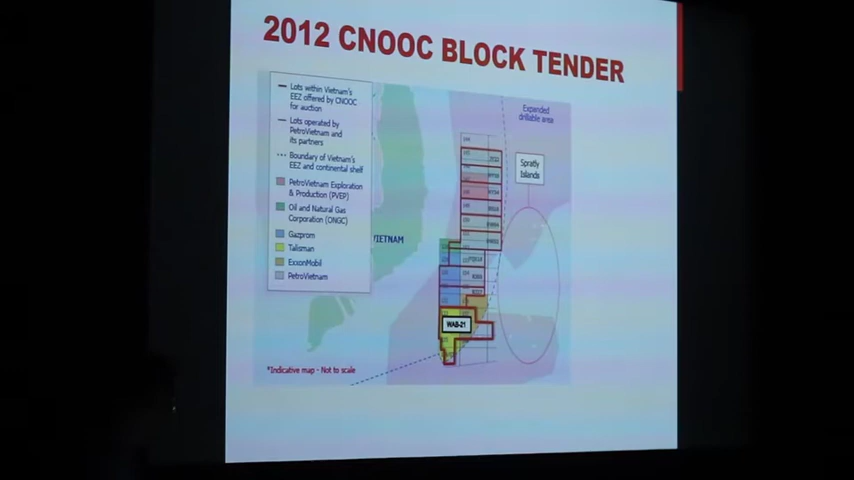 2012 CNOOC BLOCK TENDER
Lots within Vietnam's
EEZ offered by CNOOC
for auction
Lots operated by
PetroVietnam and
its partners
Boundary of Vietnam's
EEZ and continental shelf
PetroVietnam Exploration
& Production (PVEP)
Oil and Natural Gas
Corporation (ONGC)
Gazprom
Talisman
ExxonMobil
PetroVietnam
Expanded
drillable area
Spratly
Islands
VIETNAM
WAB-21
*Indicative map - Not to scale